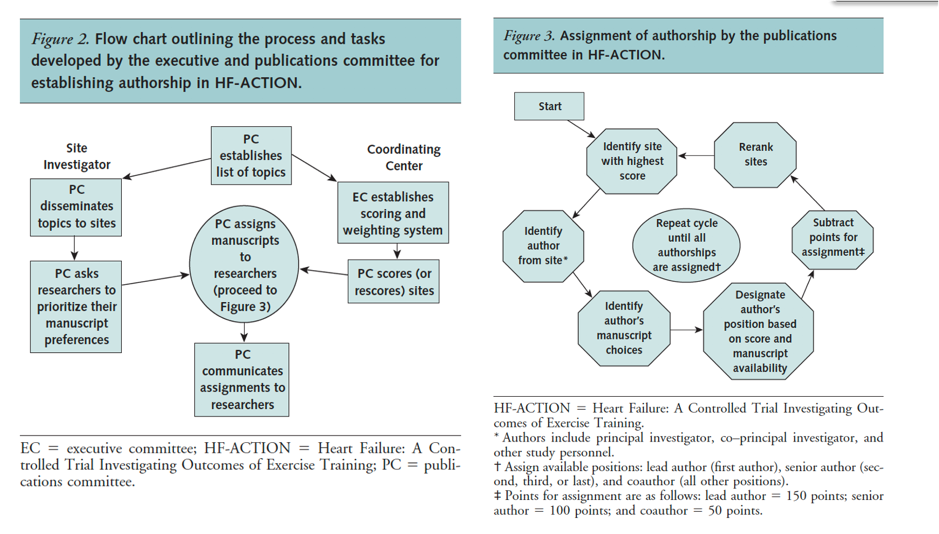 Figure 2. Flow chart outlining the process and tasks
developed by the executive and publications committee for
establishing authorship in HF-ACTION.
Site
Investigator
PC
establishes
list of topics
Coordinating
Center
PC
disseminates
topics to sites
EC establishes
scoring and
weighting system
PC assigns
manuscripts
to
researchers
(proceed to
Figure 3)
PC asks
researchers to
prioritize their
manuscript
preferences
PC scores (or
rescores) sites
PC
communicates
assignments to
researchers
EC = executive committee; HF-ACTION = Heart Failure: A Con-
trolled Trial Investigating Outcomes of Exercise Training; PC = publi-
cations committee.
Figure 3. Assignment of authorship by the publications
committee in HF-ACTION.
Start
Identify site
with highest
score
Rerank
sites
Identify
author
from site*
Repeat cycle
until all
authorships
are assigned†
Subtract
points for
assignment‡
Identify
author's
manuscript
choices
Designate
author's
position based
on score and
manuscript
availability
HF-ACTION = Heart Failure: A Controlled Trial Investigating Out-
comes of Exercise Training.
* Authors include principal investigator, co–principal investigator, and
other study personnel.
† Assign available positions: lead author (first author), senior author (sec-
ond, third, or last), and coauthor (all other positions).
‡ Points for assignment are as follows: lead author = 150 points; senior
author = 100 points; and coauthor = 50 points.